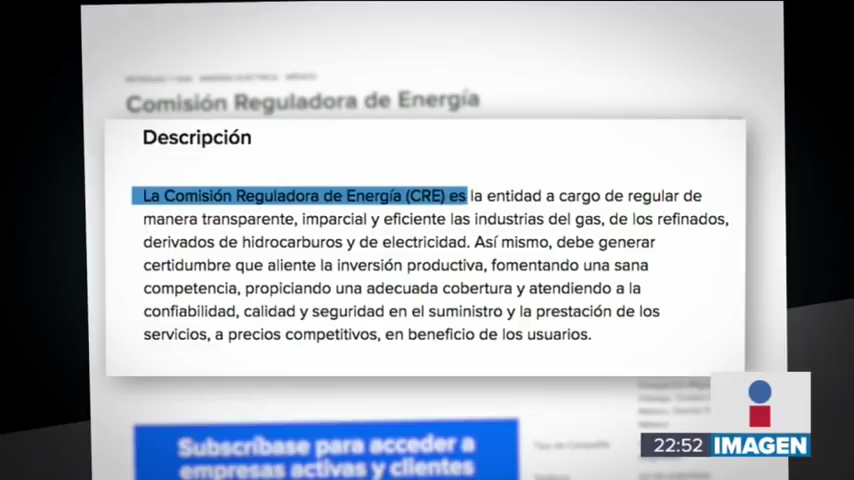 Comisión Reguladora de Energía
Descripción
La Comisión Reguladora de Energía (CRE) es la entidad a cargo de regular de
manera transparente, imparcial y eficiente las industrias del gas, de los refinados,
derivados de hidrocarburos y de electricidad. Así mismo, debe generar
certidumbre que aliente la inversión productiva, fomentando una sana
competencia, propiciando una adecuada cobertura y atendiendo a la
confiabilidad, calidad y seguridad en el suministro y la prestación de los
servicios, a precios competitivos, en beneficio de los usuarios.
Subscríbase para acceder a
empresas activas y clientes
22:52 IMAGEN